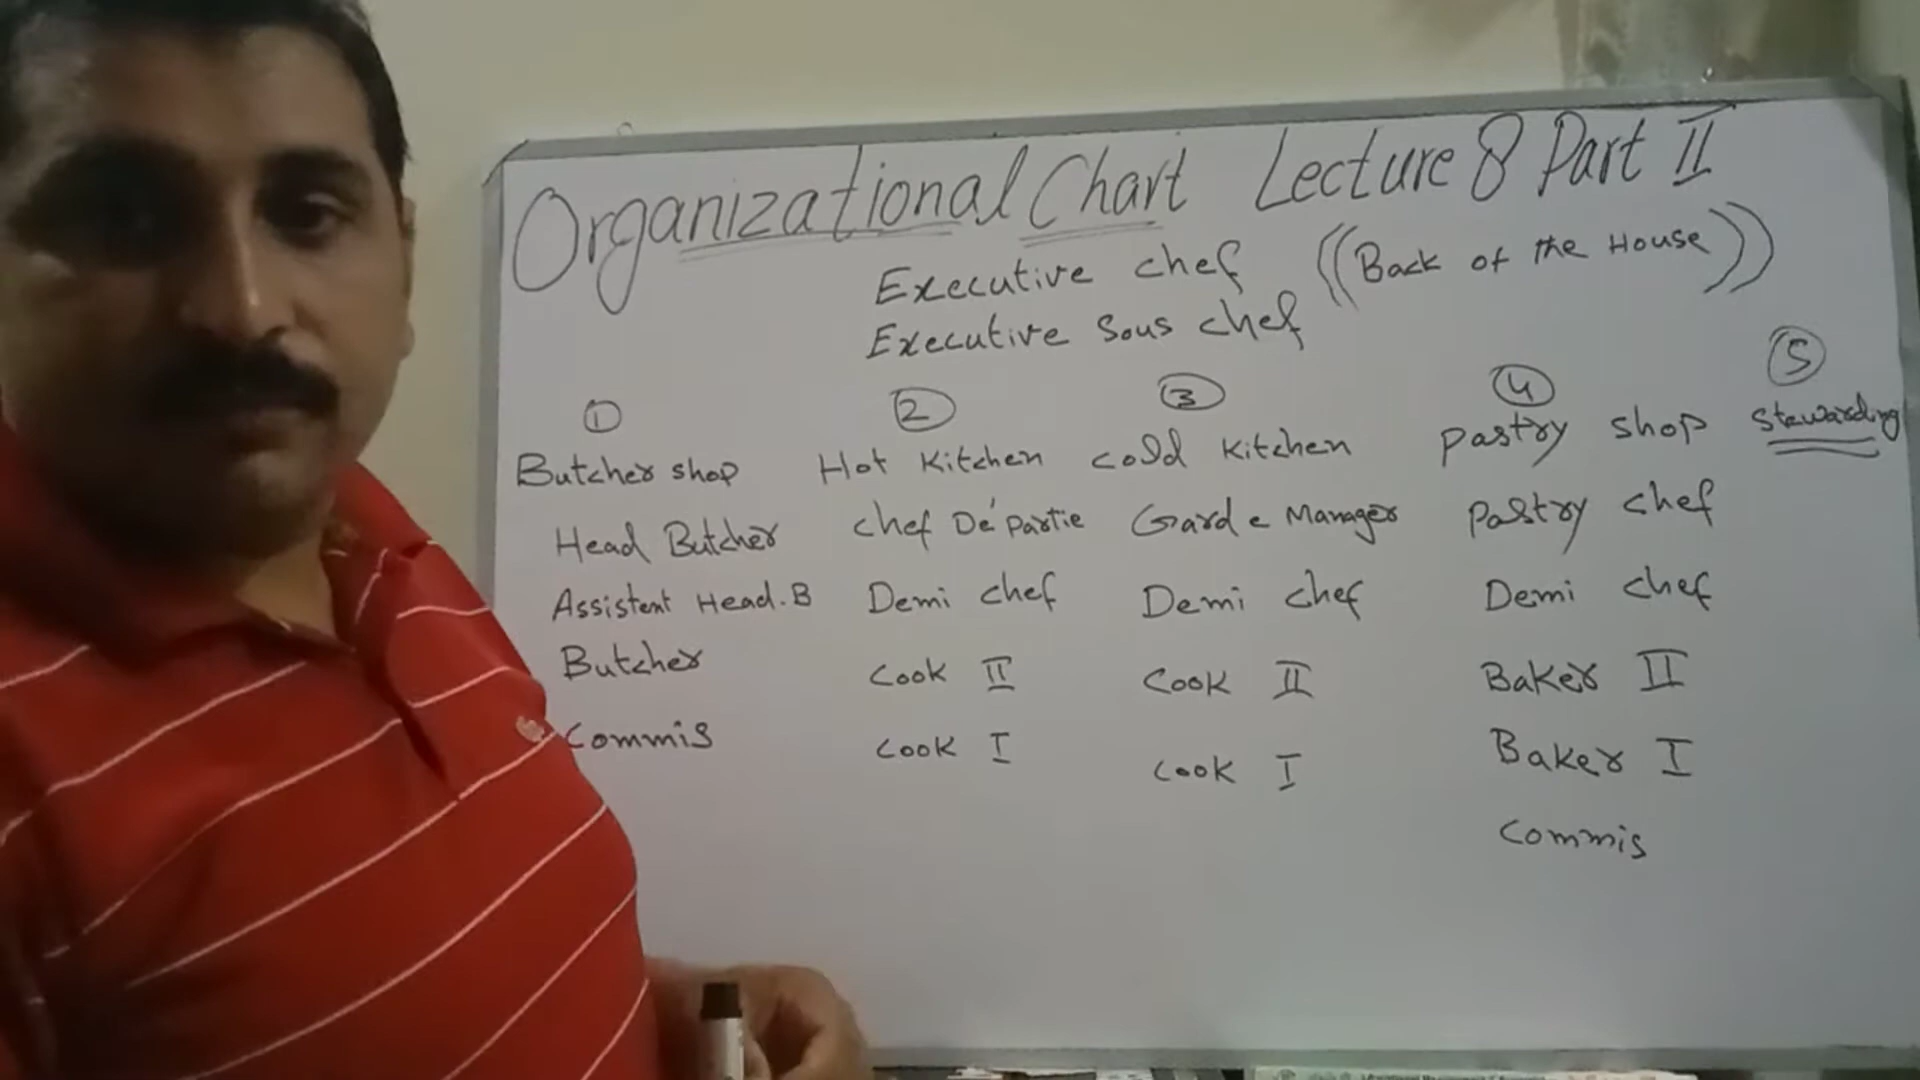 Organizational Chart Lecture 8 Part II
Executive chef ((Back of the House))
Executive Sous chef
1 2 3 4 5
Butcher shop Hot Kitchen cold Kitchen pastry shop stewarding
Head Butcher chef De'partie Garde Manager pastry chef
Assistent Head.B Demi chef Demi chef Demi chef
Butcher Cook II Cook II Baker II
Commis Cook I Cook I Baker I
Commis